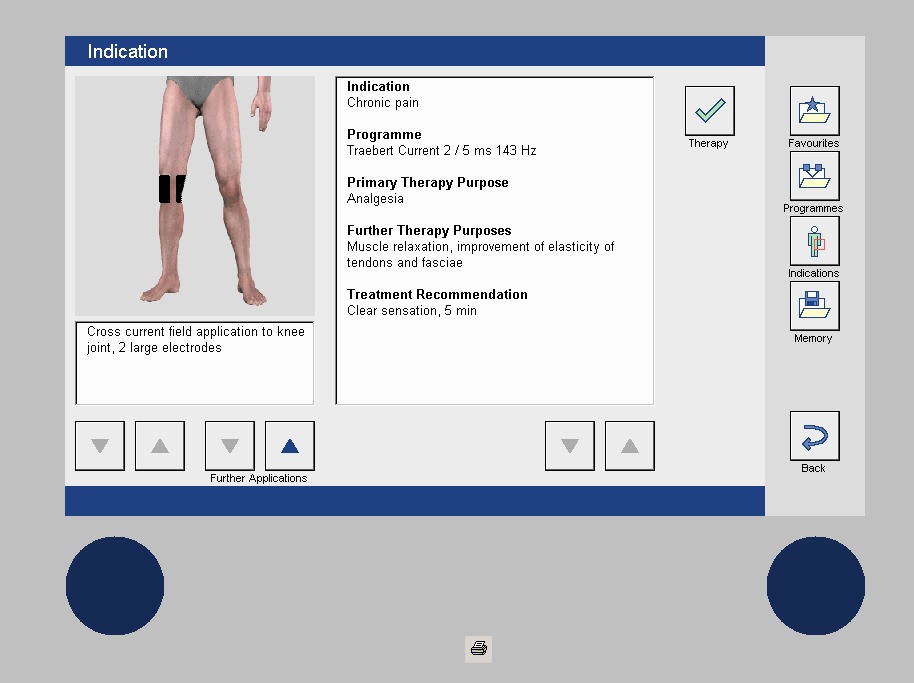 Indication
Indication
Chronic pain
Programme
Traebert Current 2 / 5 ms 143 Hz
Primary Therapy Purpose
Analgesia
Further Therapy Purposes
Muscle relaxation, improvement of elasticity of
tendons and fasciae
Treatment Recommendation
Clear sensation, 5 min
Cross current field application to knee
joint, 2 large electrodes
Further Applications
Therapy
Favourites
Programmes
Indications
Memory
Back